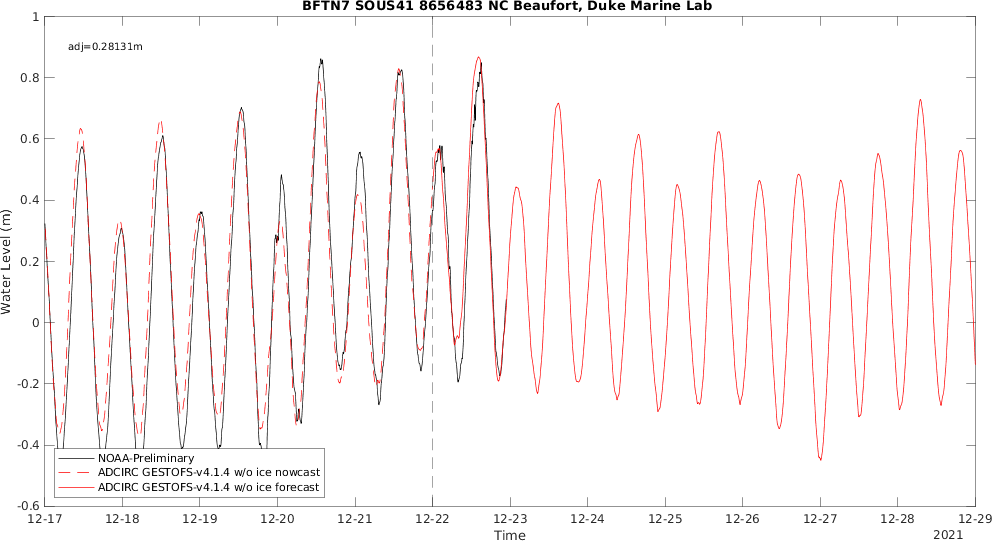 BFTN7 SOUS41 8656483 NC Beaufort, Duke Marine Lab
1
adj=0.28131m
0.8
0.6
0.4
0.2
0
-0.2
-0.4
-0.6
Water Level (m)
NOAA-Preliminary
ADCIRC GESTOFS-v4.1.4 w/o ice nowcast
ADCIRC GESTOFS-v4.1.4 w/o ice forecast
12-17 12-18 12-19 12-20 12-21 12-22 12-23 12-24 12-25 12-26 12-27 12-28 12-29
Time
2021